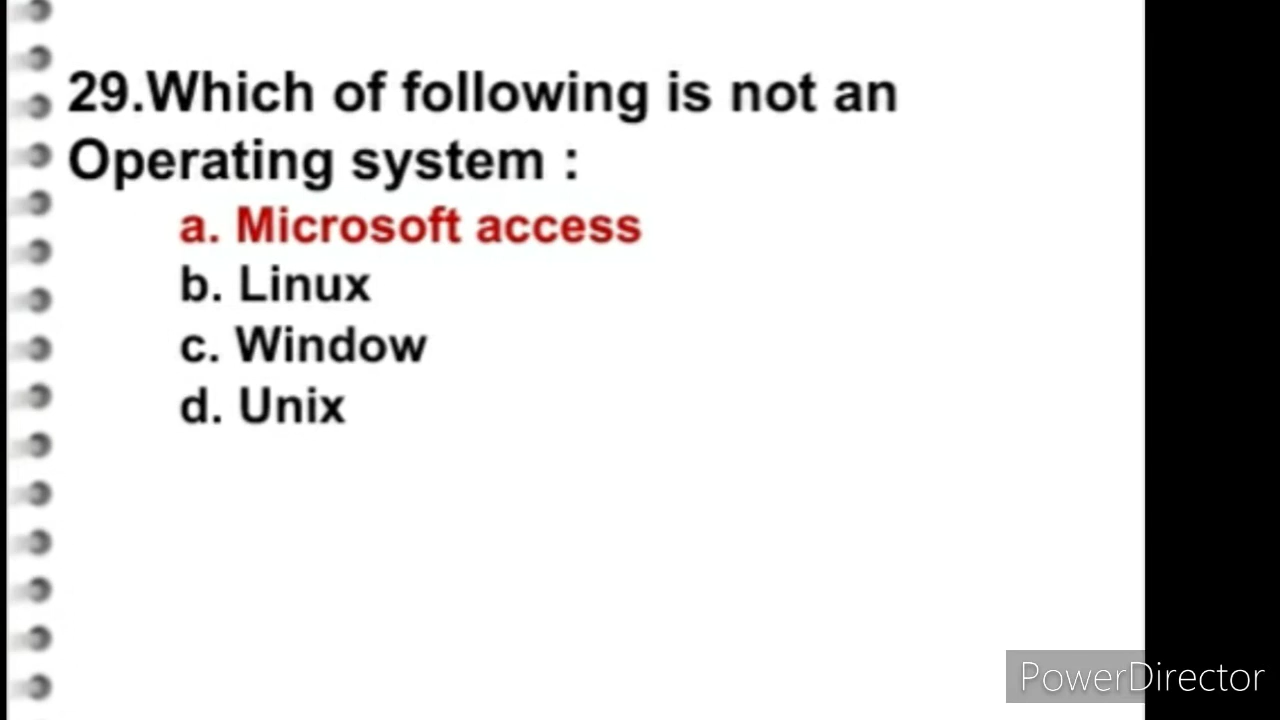 29.Which of following is not an
Operating system :
a. Microsoft access
b. Linux
c. Window
d. Unix
PowerDirector